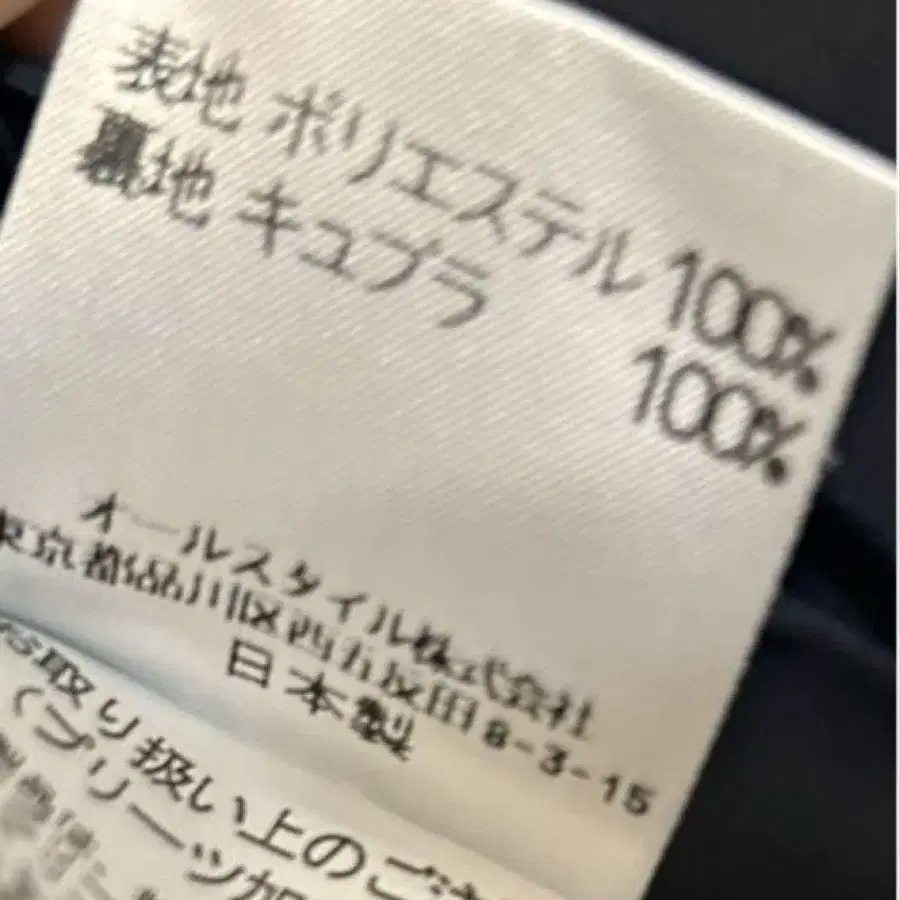 表地 ポリエステル 100%
裏地 キュプラ 100%
オールスタイル株式会社
東京都品川区西五反田8-3-15
日本製
お取り扱い上のご注
(プリーツ加